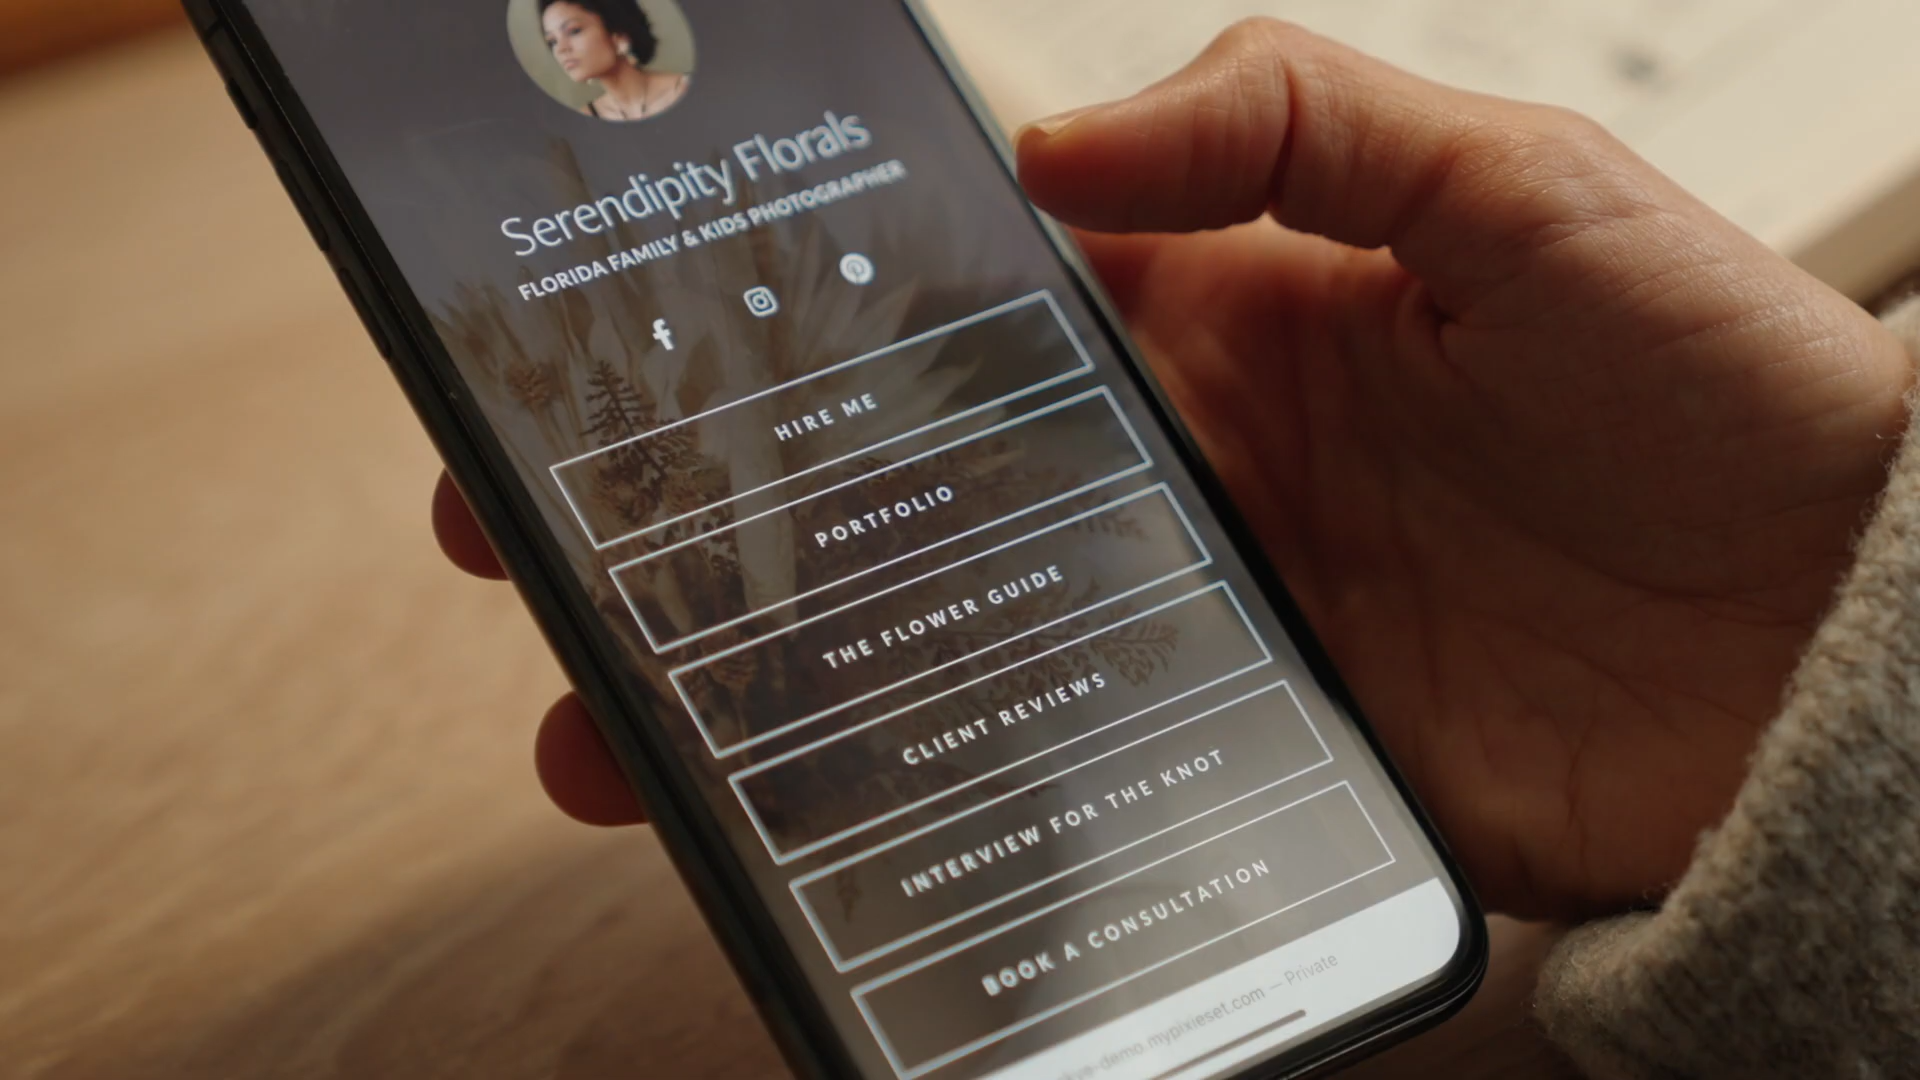 Serendipity Florals
FLORIDA FAMILY & KIDS PHOTOGRAPHER
HIRE ME
PORTFOLIO
THE FLOWER GUIDE
CLIENT REVIEWS
INTERVIEW FOR THE KNOT
BOOK A CONSULTATION
-demo.mypixieset.com — Private